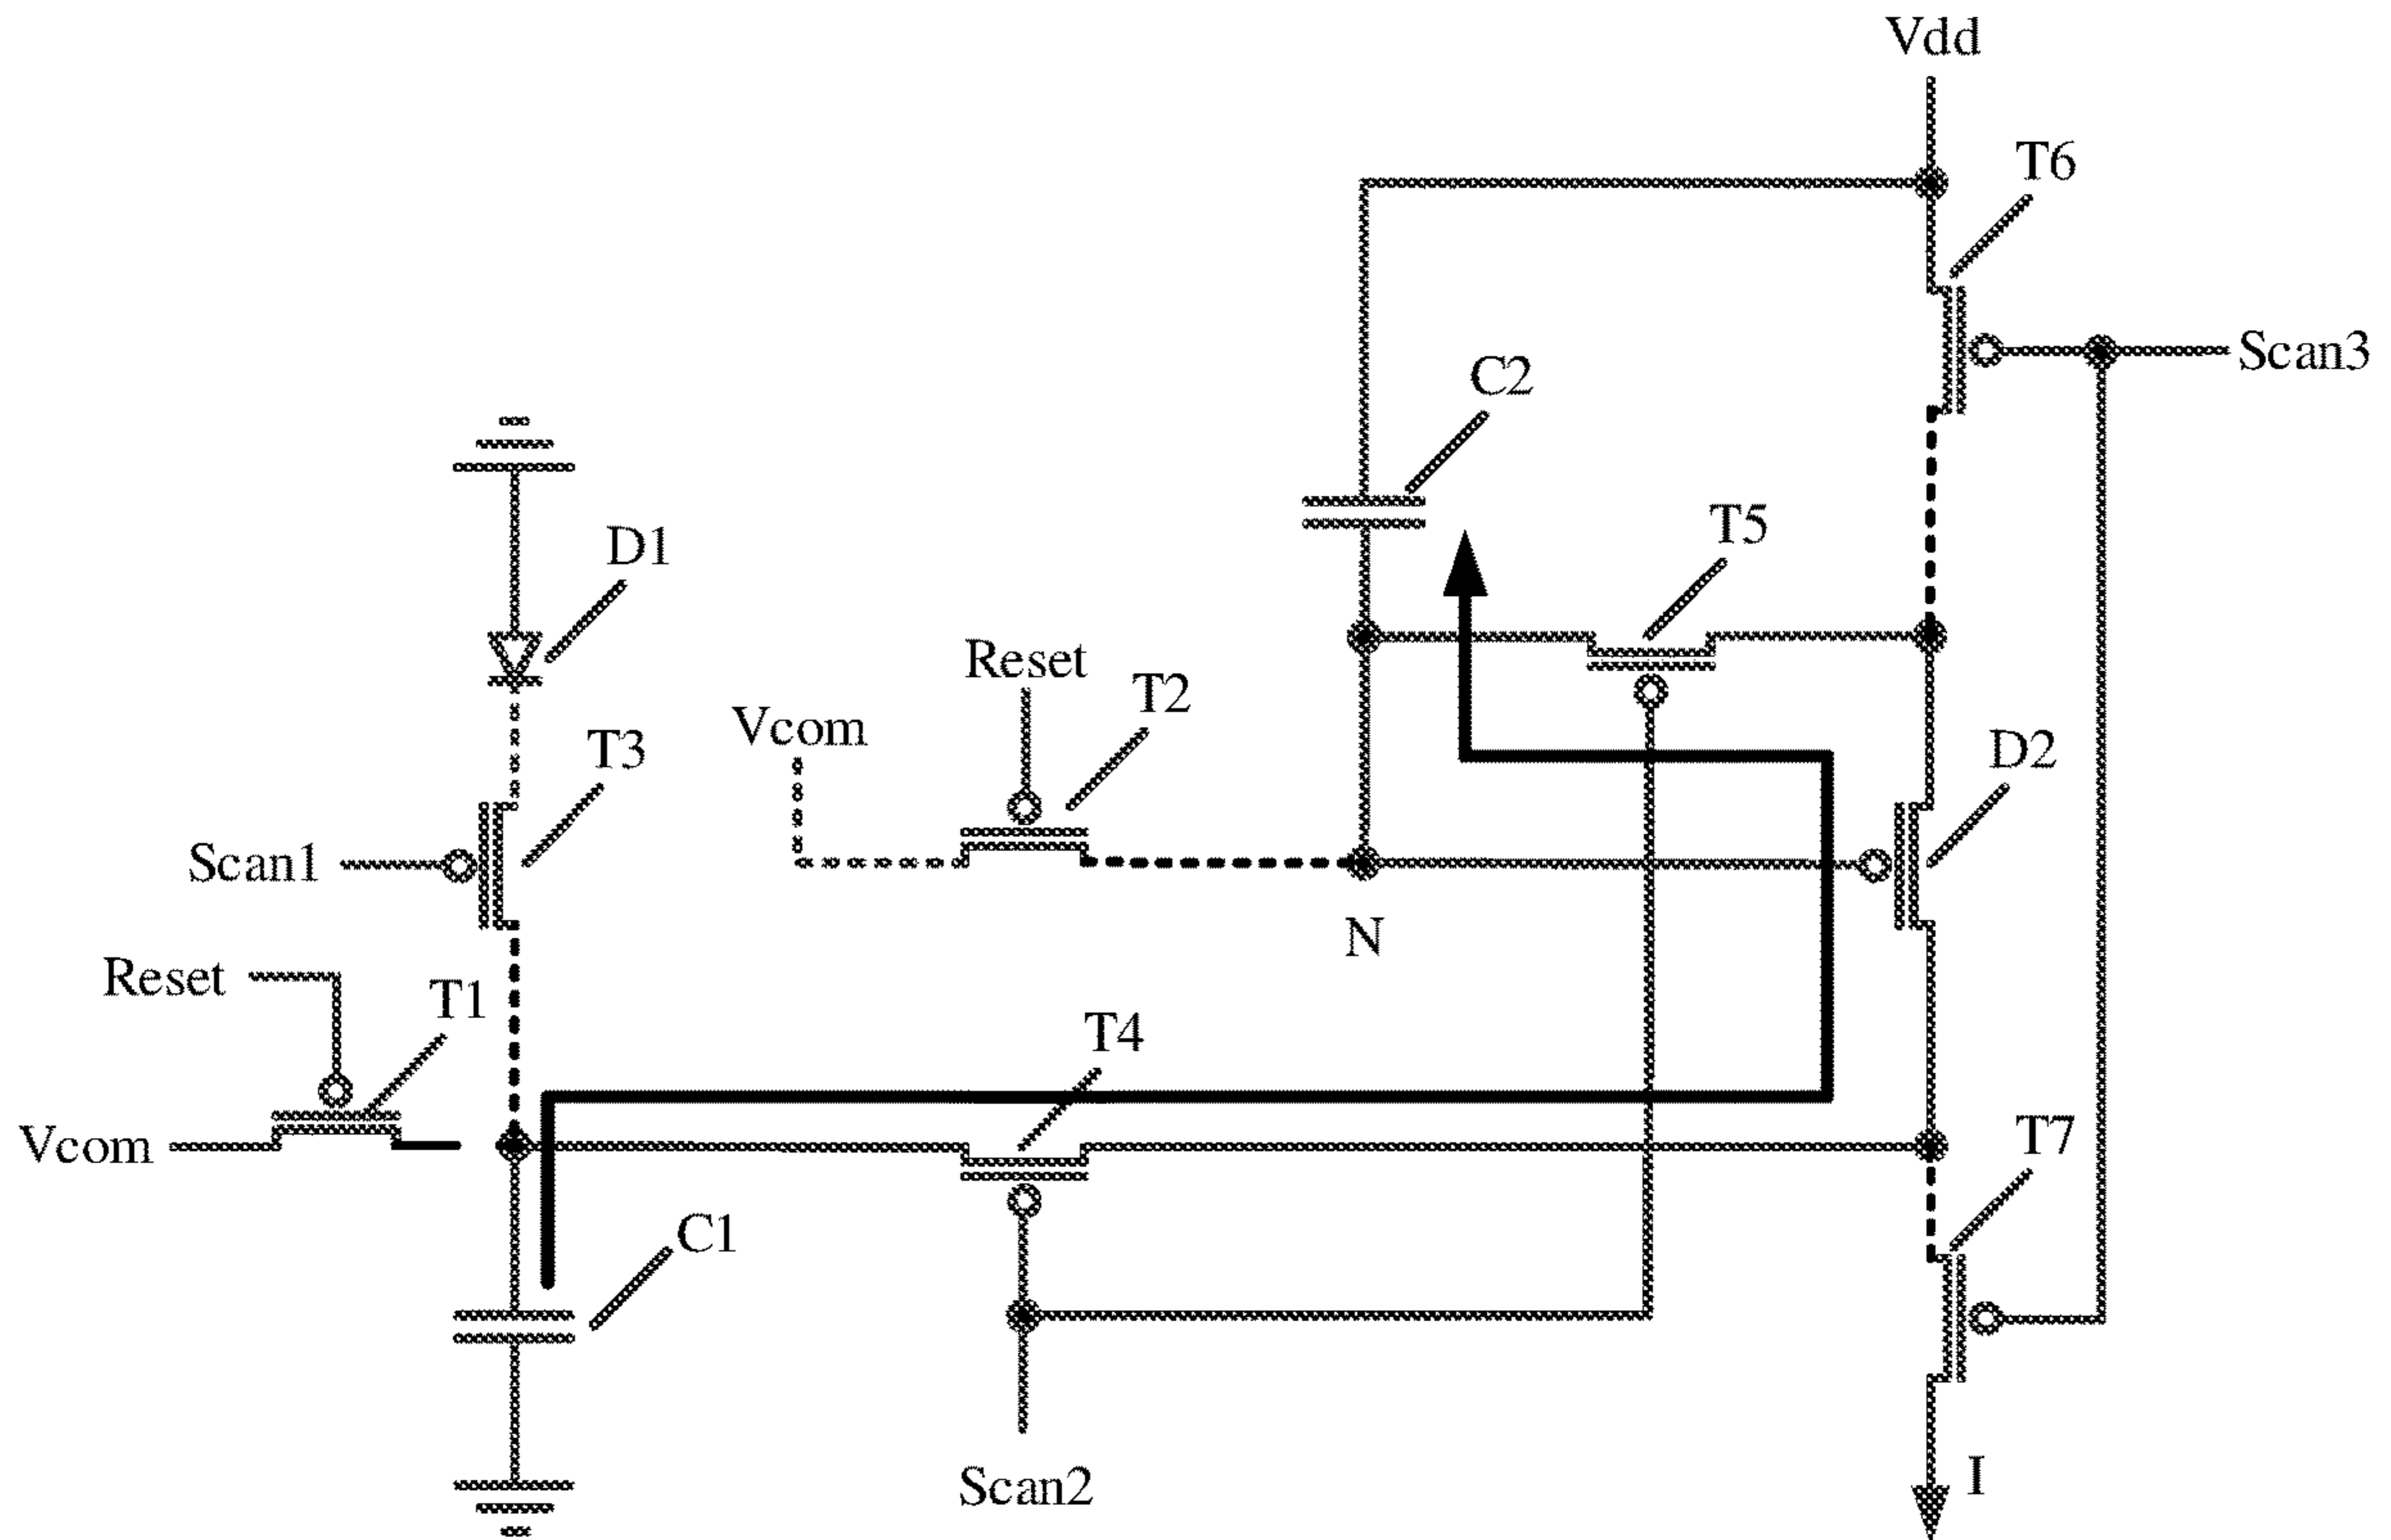 Vdd
T6
Scan3
C2
T5
D1
Reset
T2
Vcom
T3
D2
Scan1
N
Reset
T1
T4
Vcom
T7
C1
Scan2
I